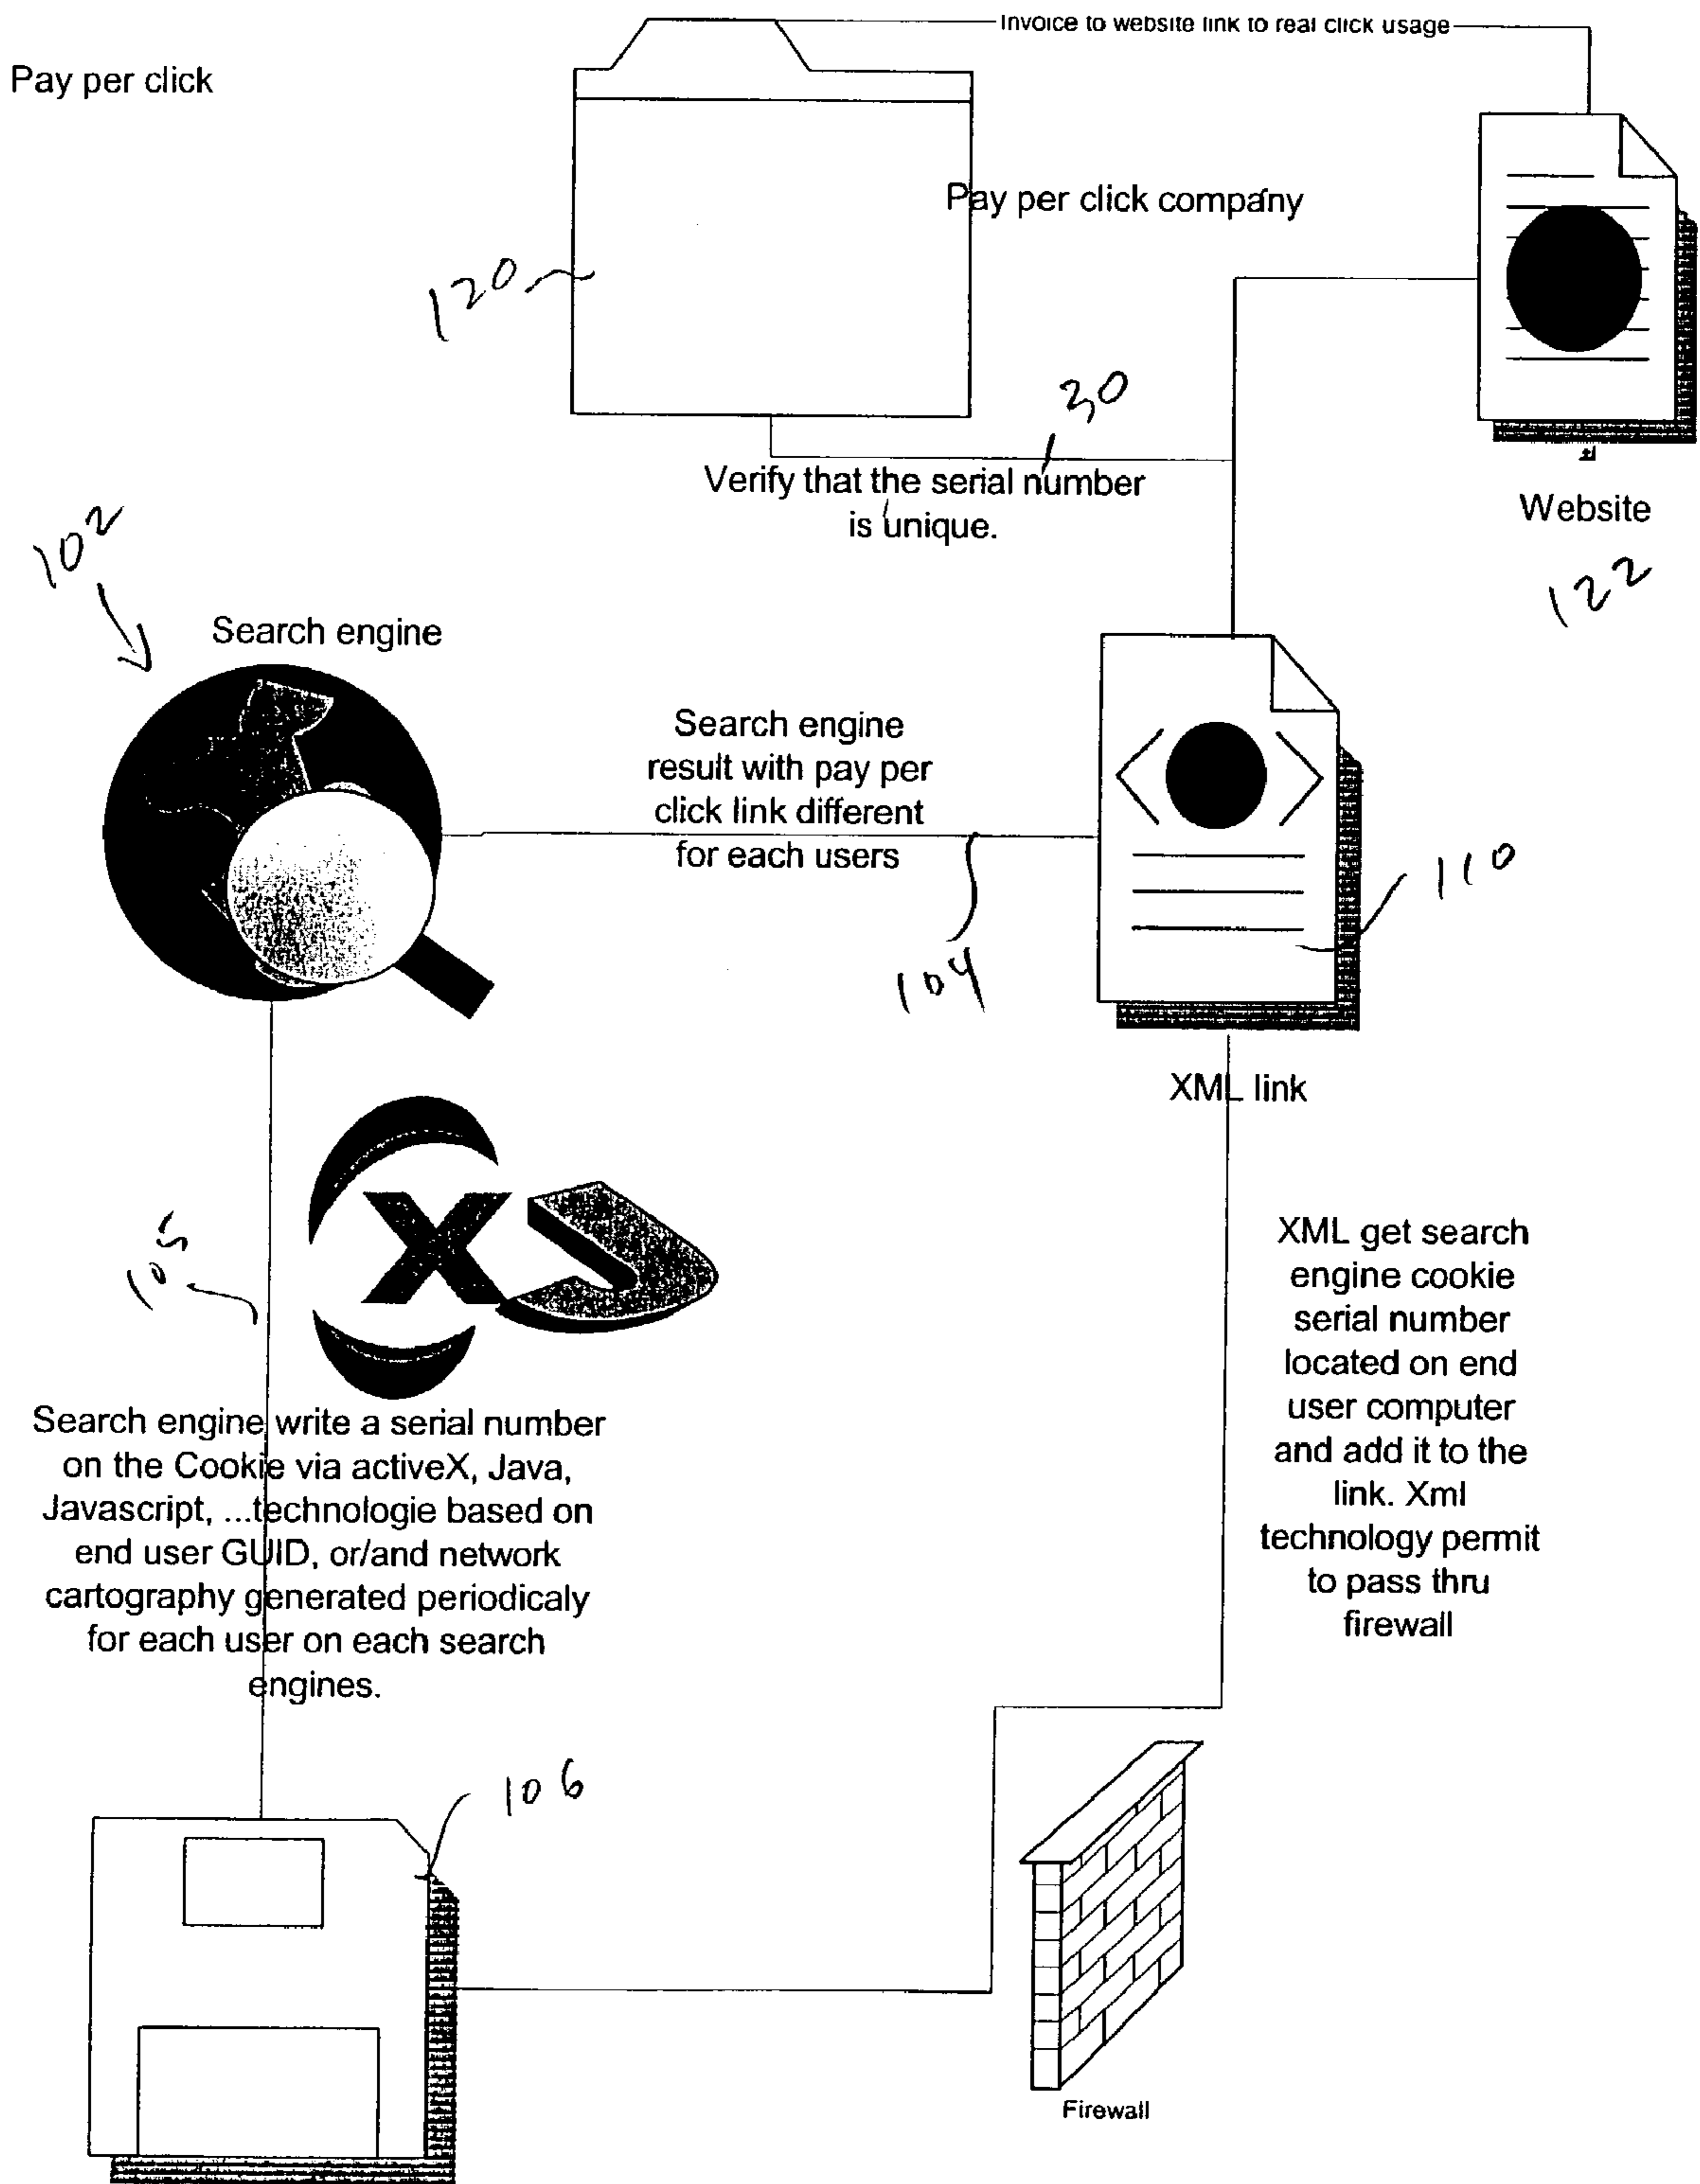 Invoice to website link to real click usage
Pay per click
Pay per click company
120
30
Verify that the serial number
is unique.
Website
122
102
Search engine
Search engine
result with pay per
click link different
for each users
110
104
XML link
X
105
XML get search
engine cookie
serial number
located on end
user computer
and add it to the
link. Xml
technology permit
to pass thru
firewall
Search engine write a serial number
on the Cookie via activeX, Java,
Javascript, ...technologie based on
end user GUID, or/and network
cartography generated periodicaly
for each user on each search
engines.
106
Firewall